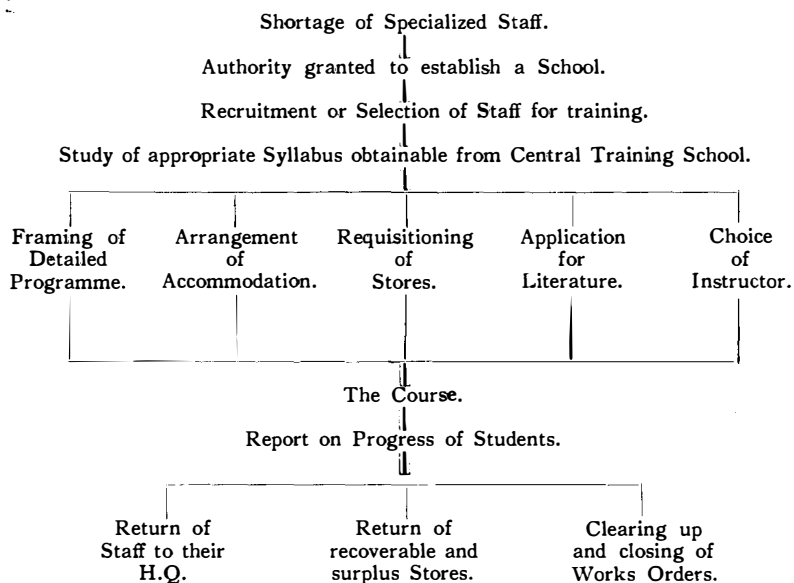 Shortage of Specialized Staff.
Authority granted to establish a School.
Recruitment or Selection of Staff for training.
Study of appropriate Syllabus obtainable from Central Training School.
Framing of
Detailed
Programme.
Arrangement
of
Accommodation.
Requisitioning
of
Stores.
Application
for
Literature.
Choice
of
Instructor.
The Course.
Report on Progress of Students.
Return of
Staff to their
H.Q.
Return of
recoverable and
surplus Stores.
Clearing up
and closing of
Works Orders.